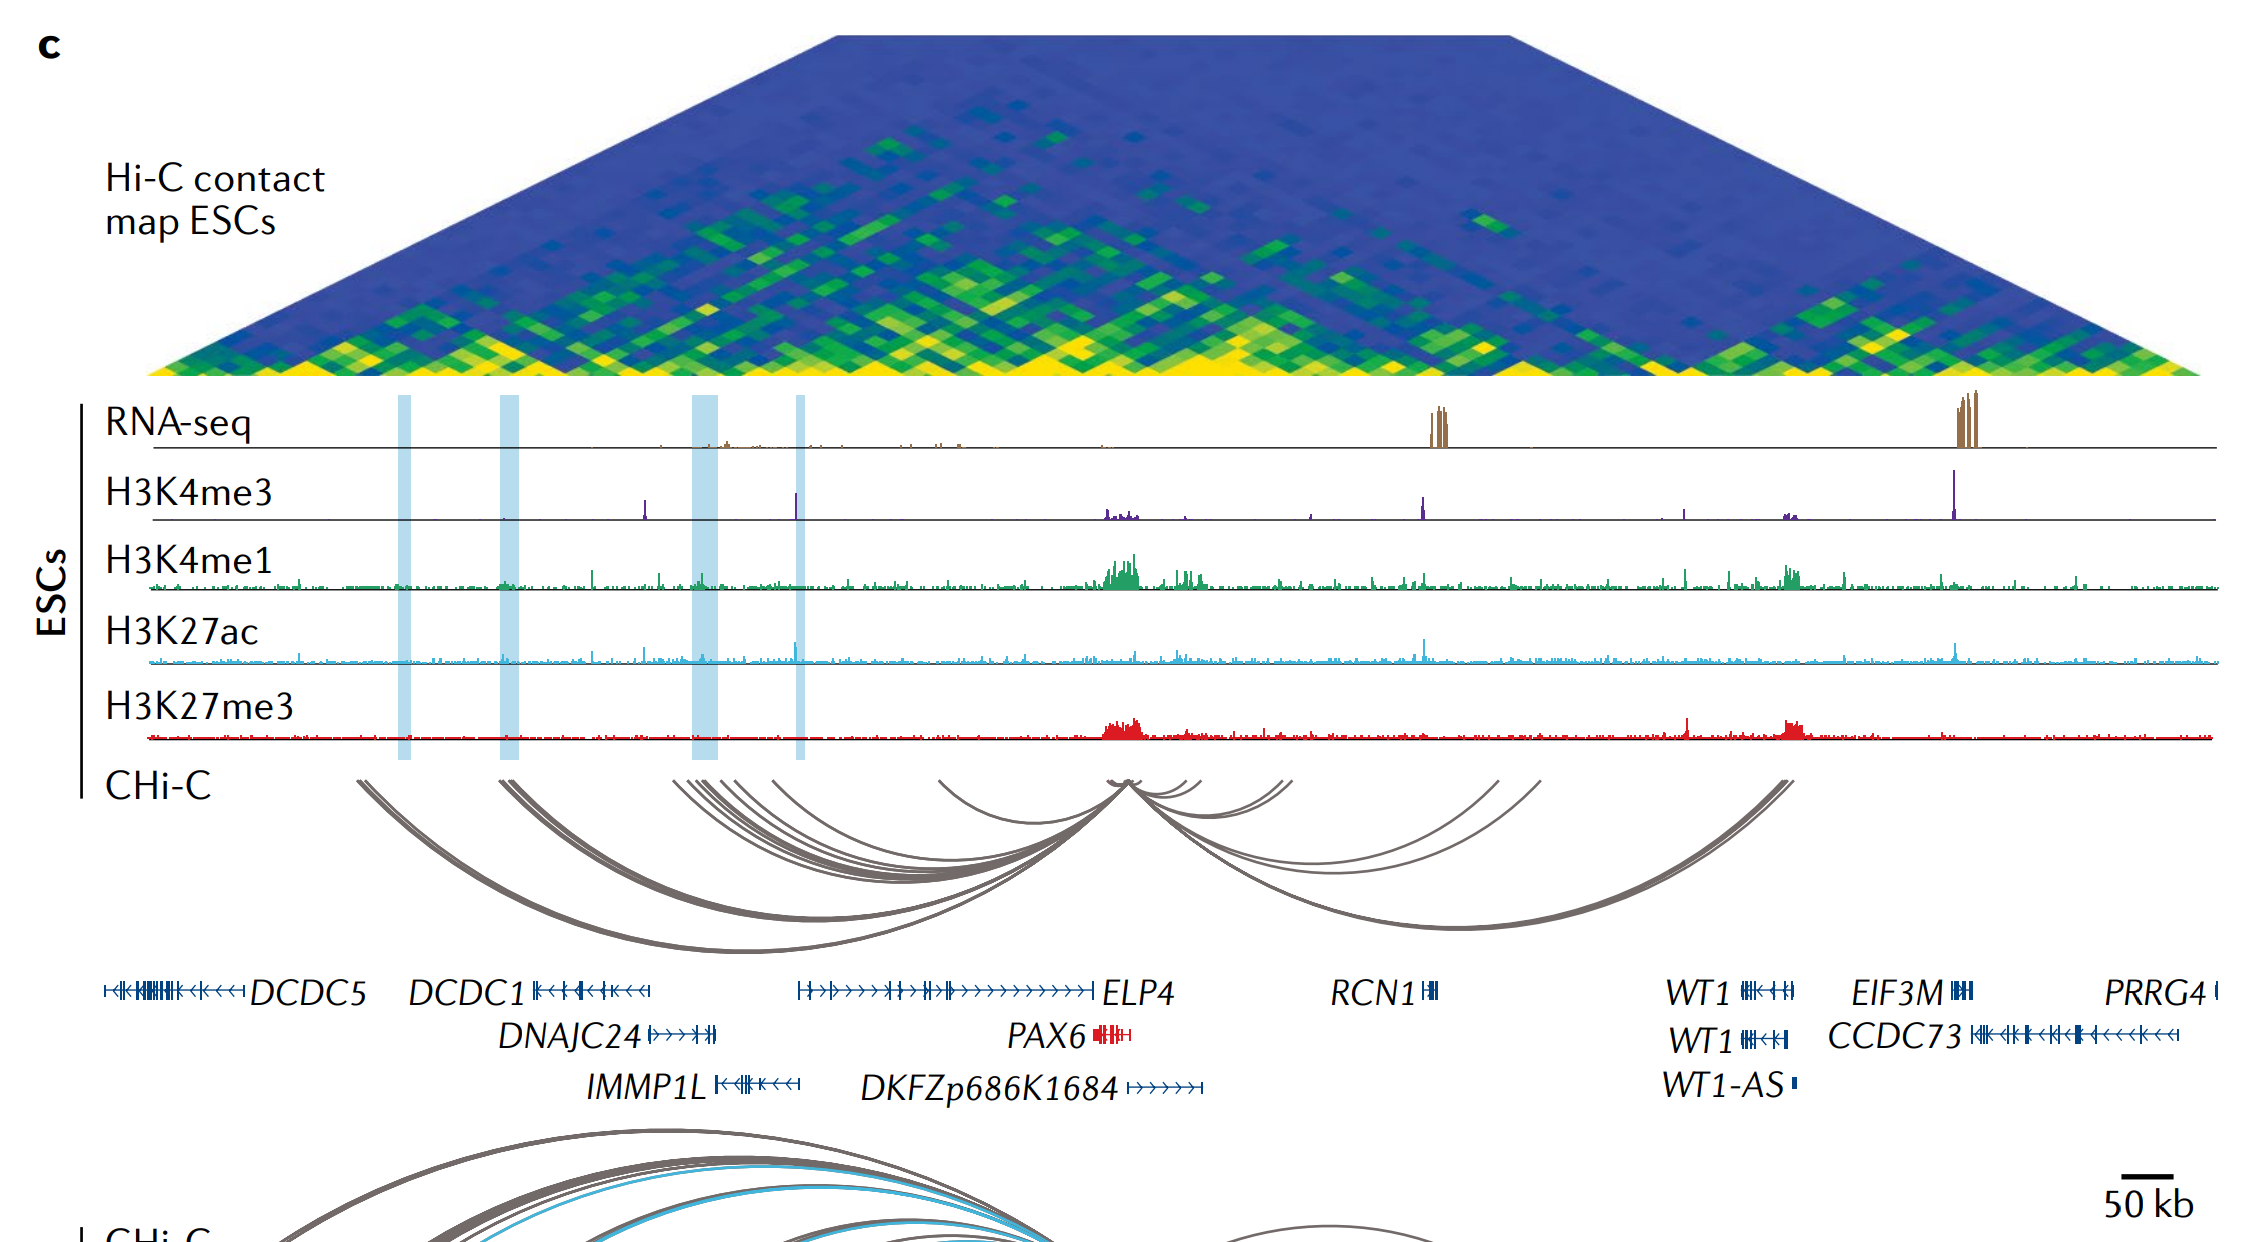 c
Hi-C contact
map ESCs
ESCs
RNA-seq
H3K4me3
H3K4me1
H3K27ac
H3K27me3
CHi-C
DCDC5 DCDC1 ELP4 RCN1 WT1 EIF3M PRRG4
DNAJC24 PAX6 WT1 CCDC73
IMMP1L DKFZp686K1684 WT1-AS
50 kb
CHi-C